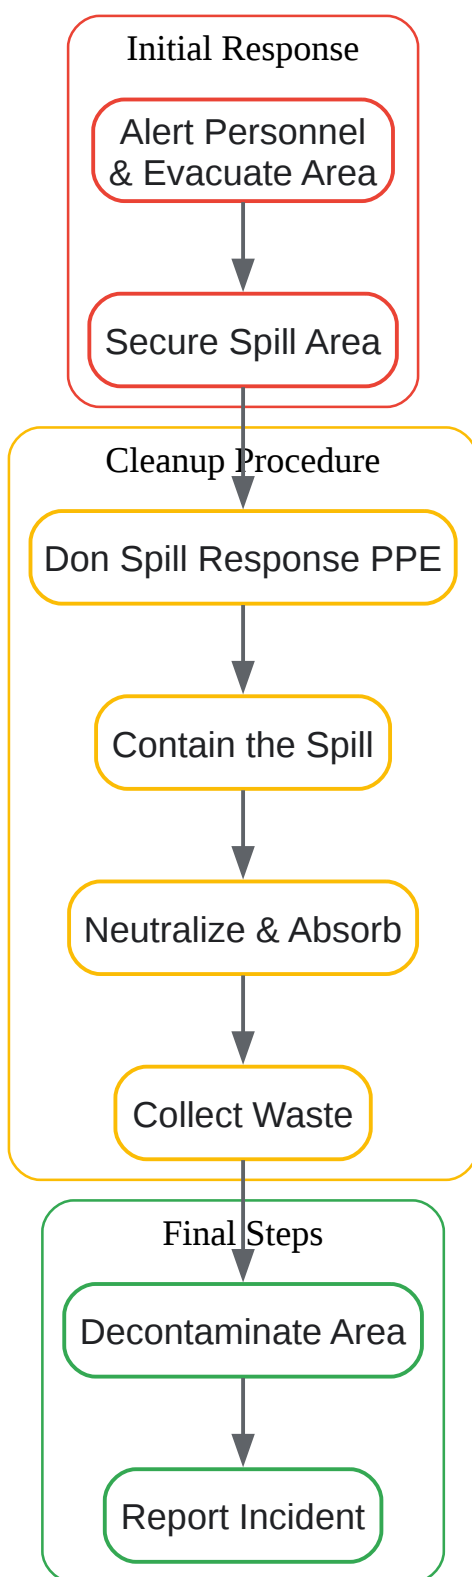 Initial Response
Alert Personnel
& Evacuate Area
Secure Spill Area
Cleanup Procedure
Don Spill Response PPE
Contain the Spill
Neutralize & Absorb
Collect Waste
Final Steps
Decontaminate Area
Report Incident